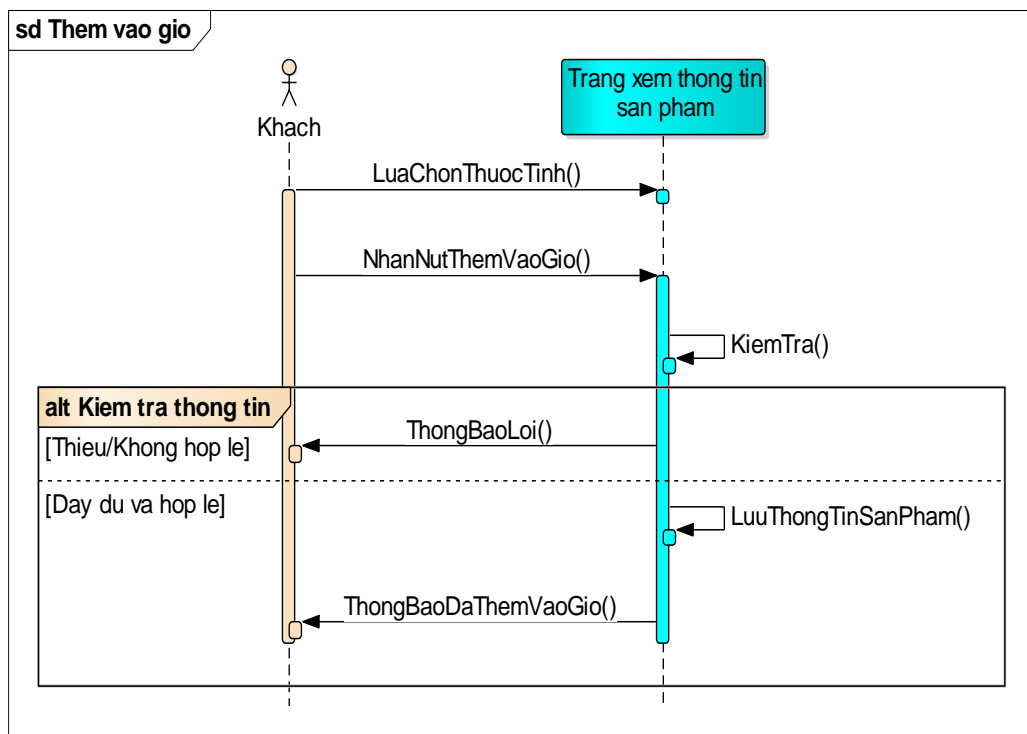 sd Them vao gio
Khach
Trang xem thong tin
san pham
LuaChonThuocTinh()
NhanNutThemVaoGio()
KiemTra()
alt Kiem tra thong tin
[Thieu/Khong hop le]
ThongBaoLoi()
[Day du va hop le]
LuuThongTinSanPham()
ThongBaoDaThemVaoGio()